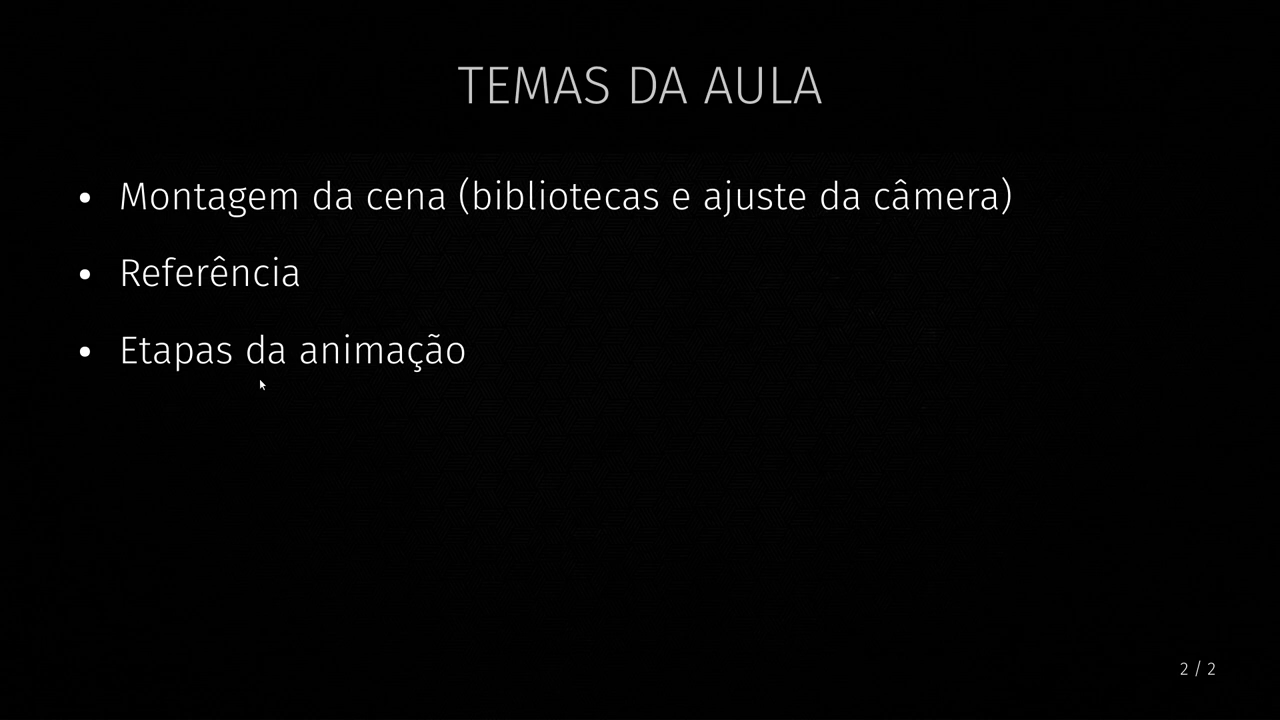 TEMAS DA AULA
• Montagem da cena (bibliotecas e ajuste da câmera)
• Referência
• Etapas da animação
2 / 2